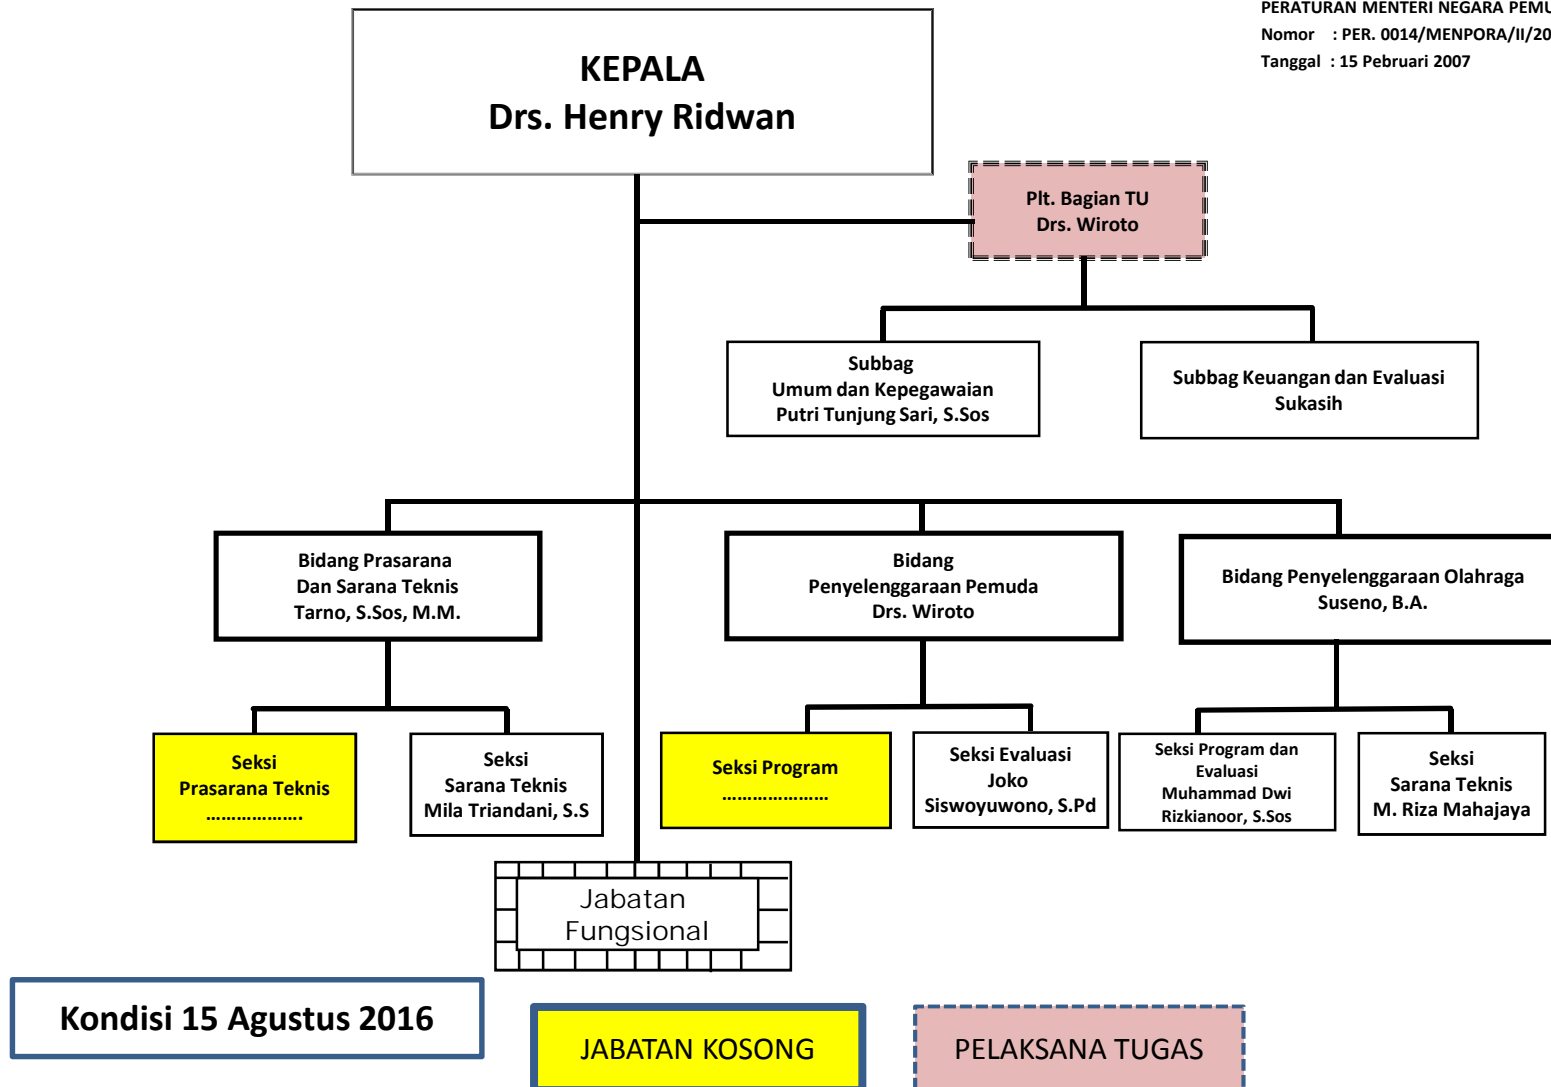 PERATURAN MENTERI NEGARA
Nomor : PER. 0014/MENPORA/II/20
Tanggal : 15 Pebruari 2007
KEPALA
Drs. Henry Ridwan
Plt. Bagian TU
Drs. Wiroto
Subbag
Umum dan Kepegawaian
Putri Tunjung Sari, S.Sos
Subbag Keuangan dan Evaluasi
Sukasih
Bidang Prasarana
Dan Sarana Teknis
Tarno, S.Sos, M.M.
Bidang
Penyelenggaraan Pemuda
Drs. Wiroto
Bidang Penyelenggaraan Olahraga
Suseno, B.A.
Seksi
Prasarana Teknis
……………….
Seksi
Sarana Teknis
Mila Triandani, S.S
Seksi Program
…………………
Seksi Evaluasi
Joko
Siswoyuwono, S.Pd
Seksi Program dan
Evaluasi
Muhammad Dwi
Rizkianoor, S.Sos
Seksi
Sarana Teknis
M. Riza Mahajaya
Jabatan
Fungsional
Kondisi 15 Agustus 2016
JABATAN KOSONG
PELAKSANA TUGAS